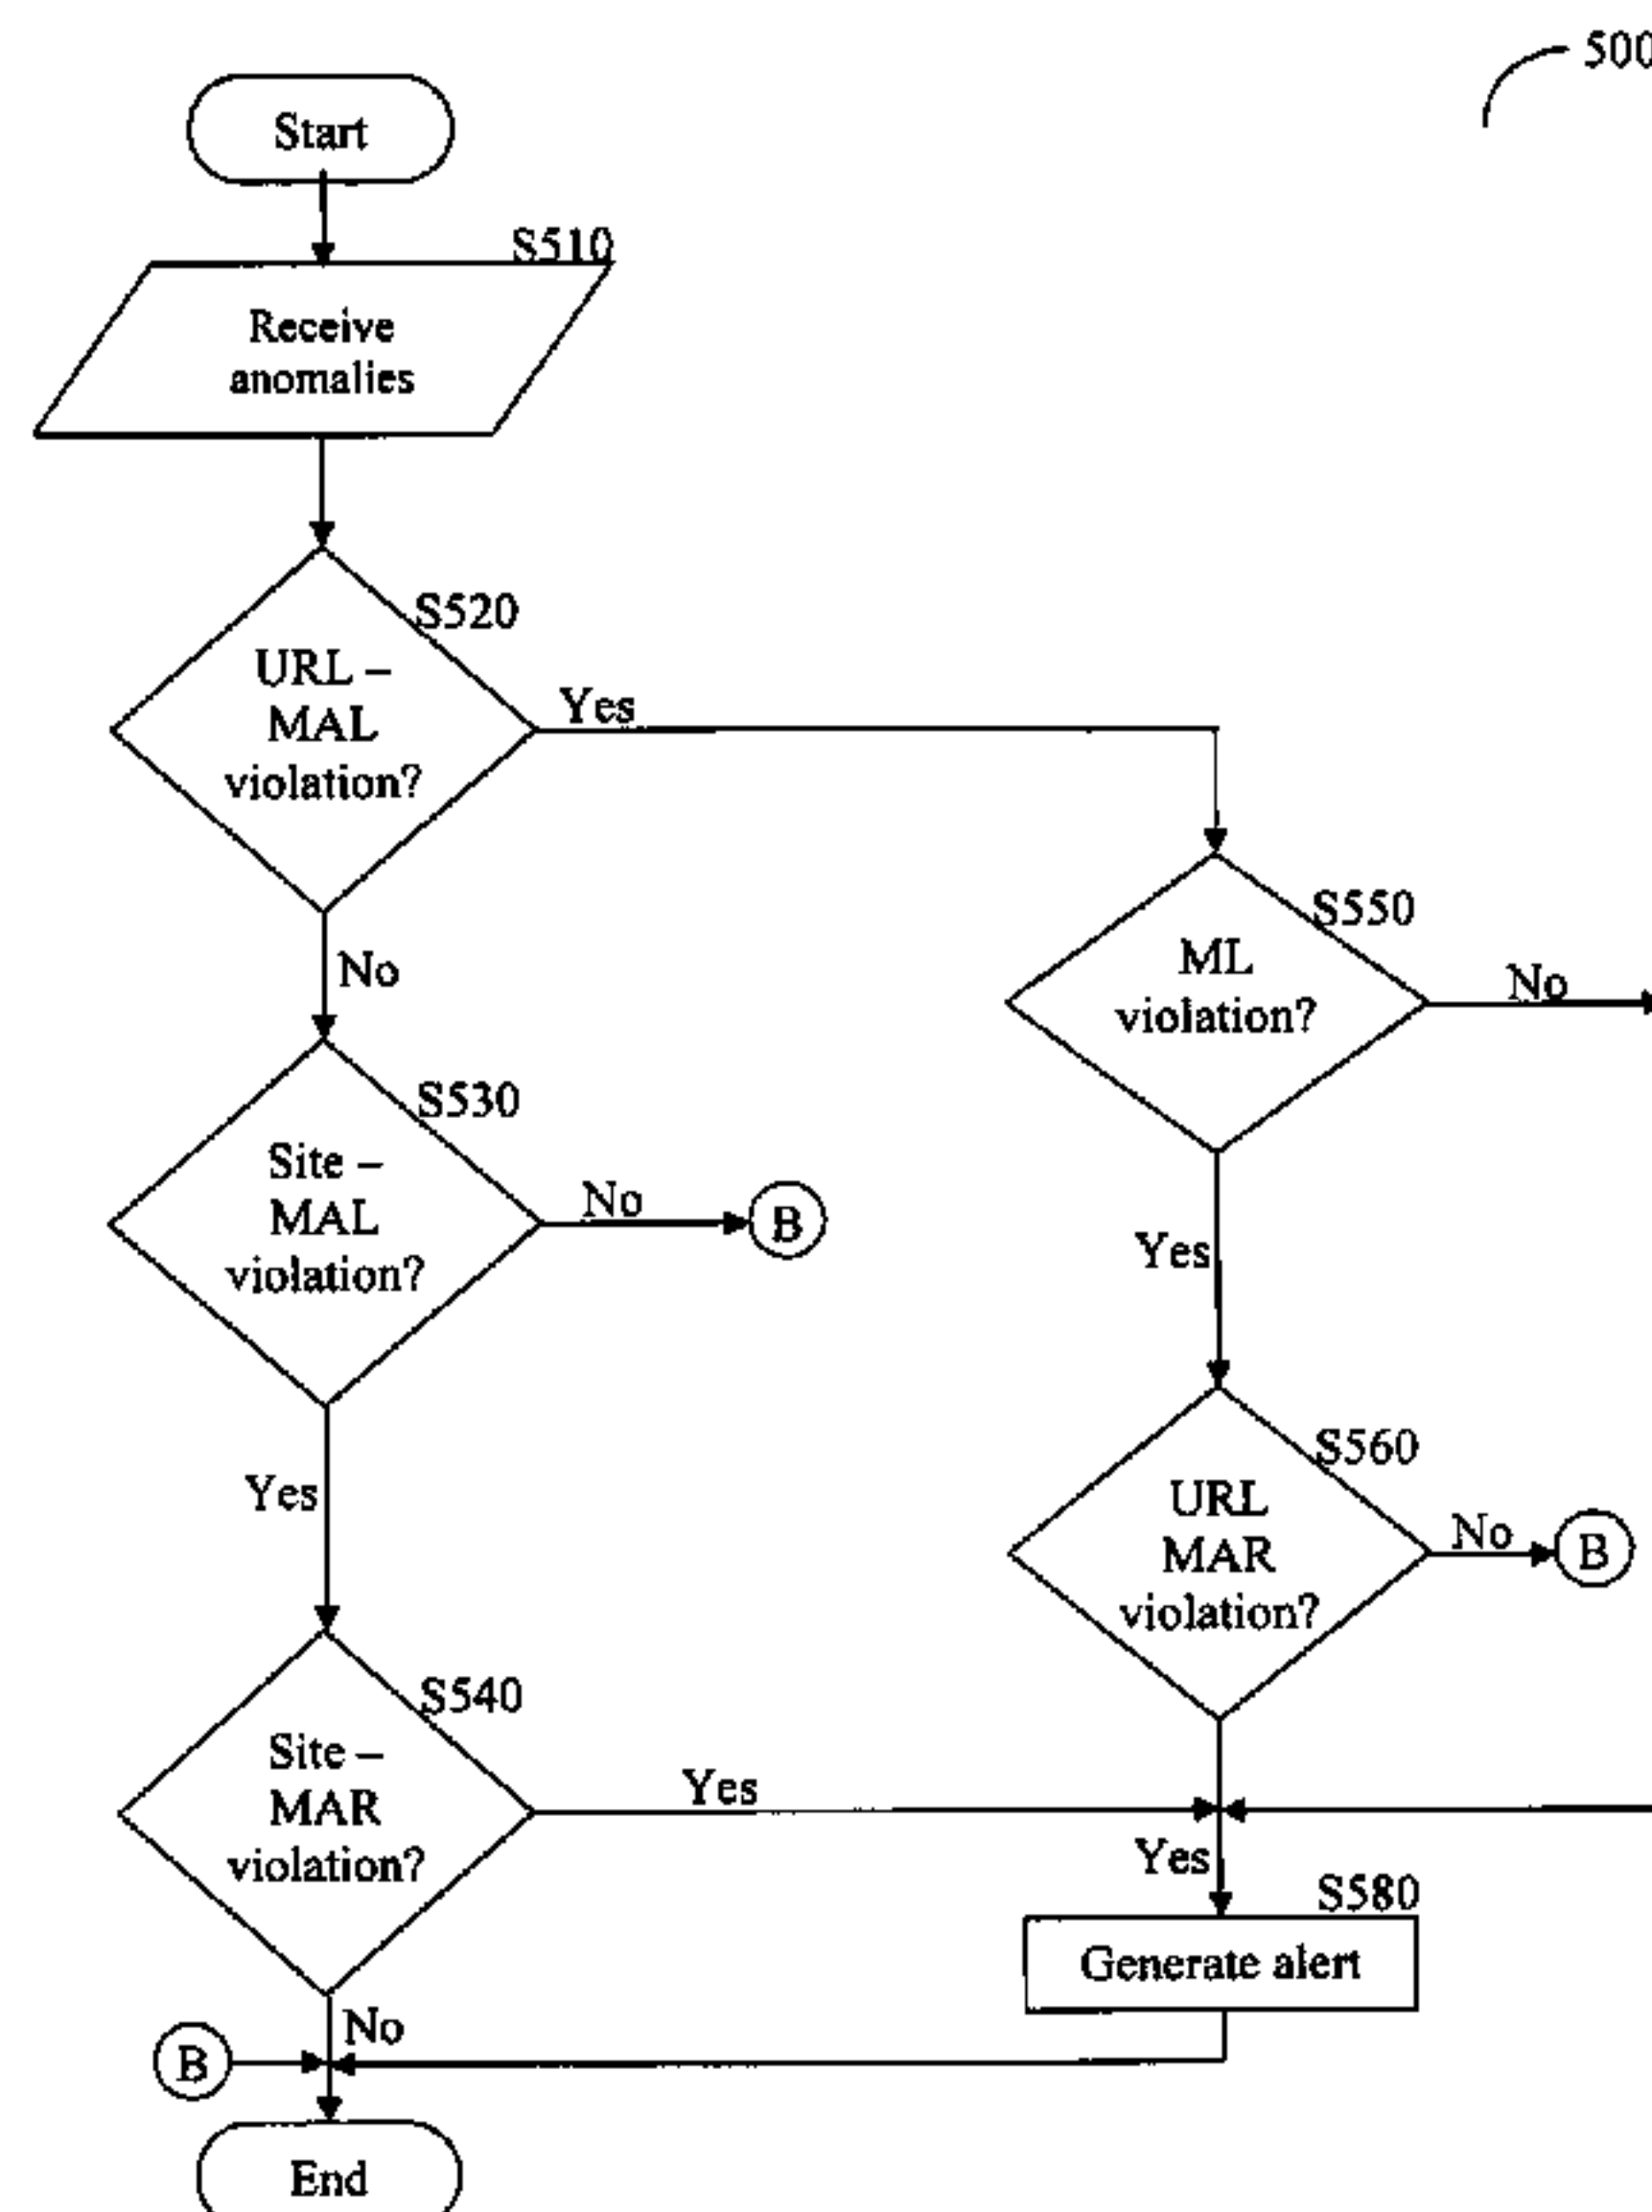 500
Start
S510
Receive
anomalies
S520
URL –
MAL
violation?
Yes
No
S550
ML
violation?
No
Yes
S530
Site –
MAL
violation?
No
B
Yes
S560
URL
MAR
violation?
No
B
S540
Site –
MAR
violation?
Yes
Yes
S580
Generate alert
No
B
End